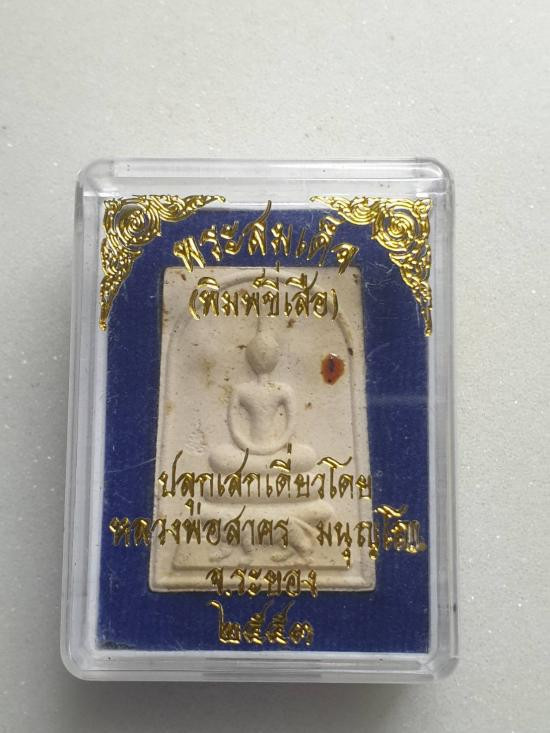 พระสมเด็จ
(พิมพ์ขี่เสือ)
ปลุกเสกเดี่ยวโดย
หลวงพ่อสาคร มนุญโญ
จ.ระยอง
๒๕๕๓